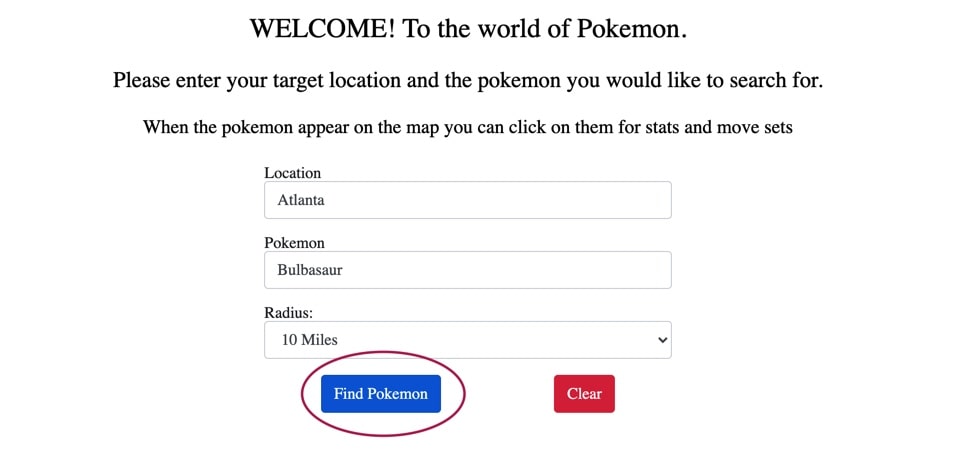 WELCOME! To the world of Pokemon.
Please enter your target location and the pokemon you would like to search for.
When the pokemon appear on the map you can click on them for stats and move sets
Location
Atlanta
Pokemon
Bulbasaur
Radius:
10 Miles
Find Pokemon
Clear